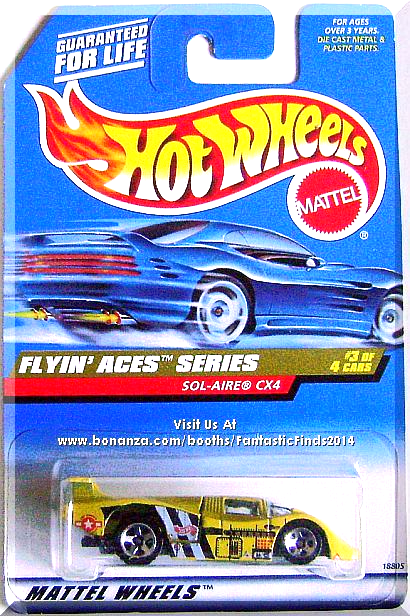 GUARANTEED
FOR LIFE
FOR AGES
OVER 3 YEARS.
DIE CAST METAL &
PLASTIC PARTS.
HOT WHEELS
MATTEL
®
FLYIN' ACES™ SERIES
#3 OF
4 CARS
SOL-AIRE® CX4
Visit Us At
www.bonanza.com/booths/FantasticFinds2014
18805
MATTEL WHEELS™